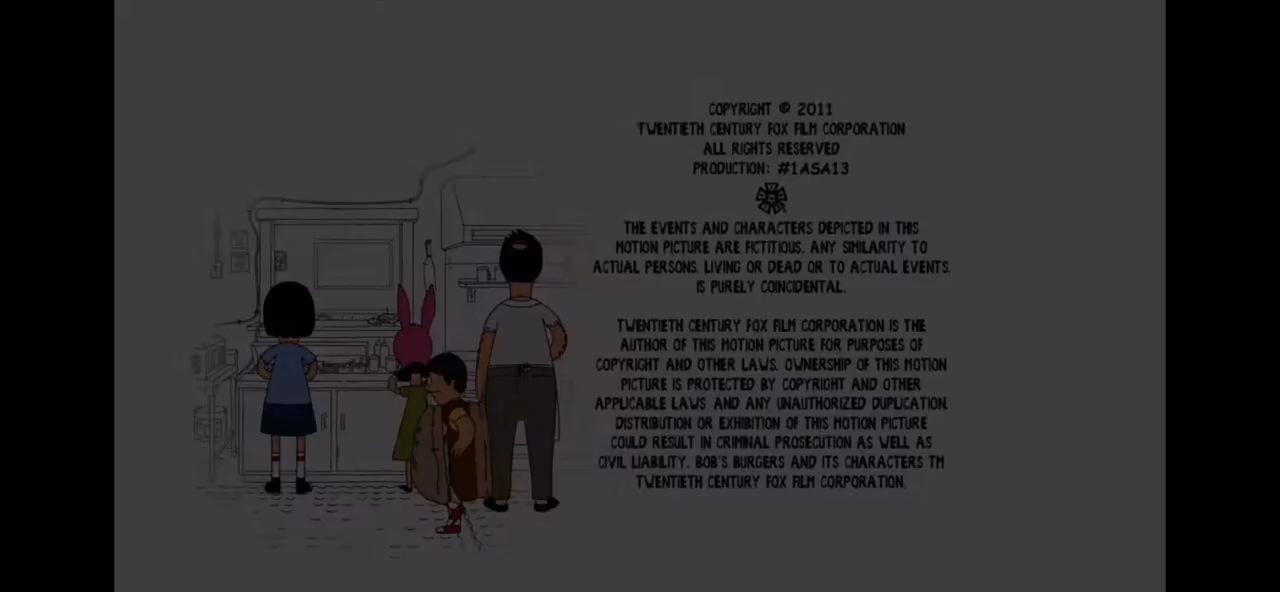 COPYRIGHT © 2011
TWENTIETH CENTURY FOX FILM CORPORATION
ALL RIGHTS RESERVED
PRODUCTION: #1ASA13
THE EVENTS AND CHARACTERS DEPICTED IN THIS
MOTION PICTURE ARE FICTITIOUS. ANY SIMILARITY TO
ACTUAL PERSONS, LIVING OR DEAD OR TO ACTUAL EVENTS,
IS PURELY COINCIDENTAL.
TWENTIETH CENTURY FOX FILM CORPORATION IS THE
AUTHOR OF THIS MOTION PICTURE FOR PURPOSES OF
COPYRIGHT AND OTHER LAWS. OWNERSHIP OF THIS MOTION
PICTURE IS PROTECTED BY COPYRIGHT AND OTHER
APPLICABLE LAWS, AND ANY UNAUTHORIZED DUPLICATION,
DISTRIBUTION OR EXHIBITION OF THIS MOTION PICTURE
COULD RESULT IN CRIMINAL PROSECUTION AS WELL AS
CIVIL LIABILITY. BOB'S BURGERS AND ITS CHARACTERS TM
TWENTIETH CENTURY FOX FILM CORPORATION.